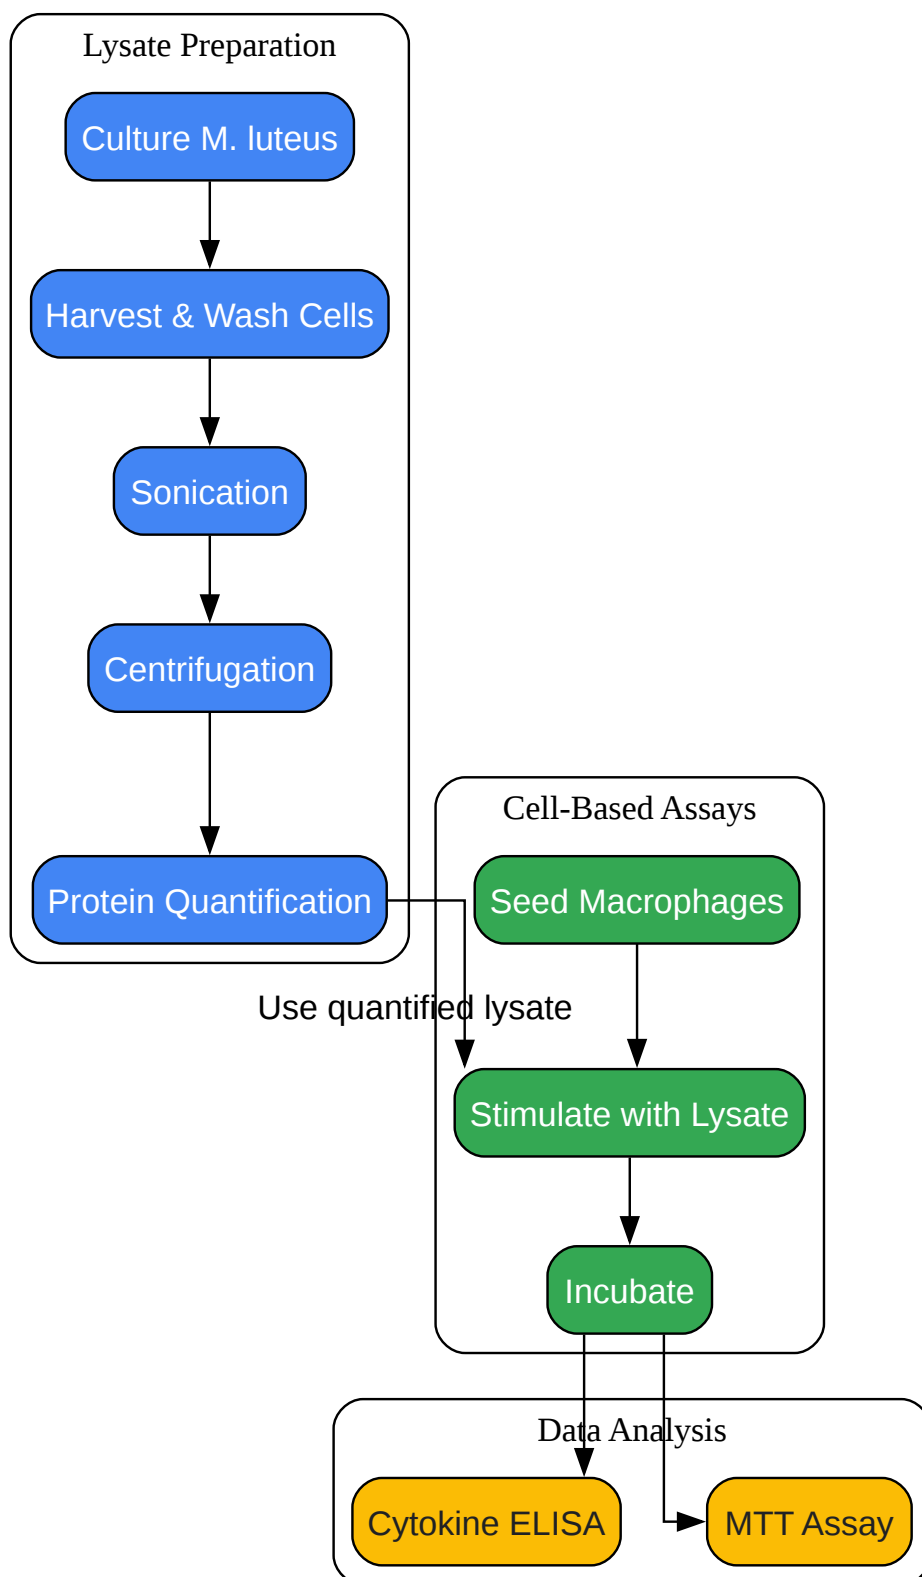 Lysate Preparation
Culture M. luteus
Harvest & Wash Cells
Sonication
Centrifugation
Protein Quantification
Use quantified lysate
Cell-Based Assays
Seed Macrophages
Stimulate with Lysate
Incubate
Data Analysis
Cytokine ELISA
MTT Assay